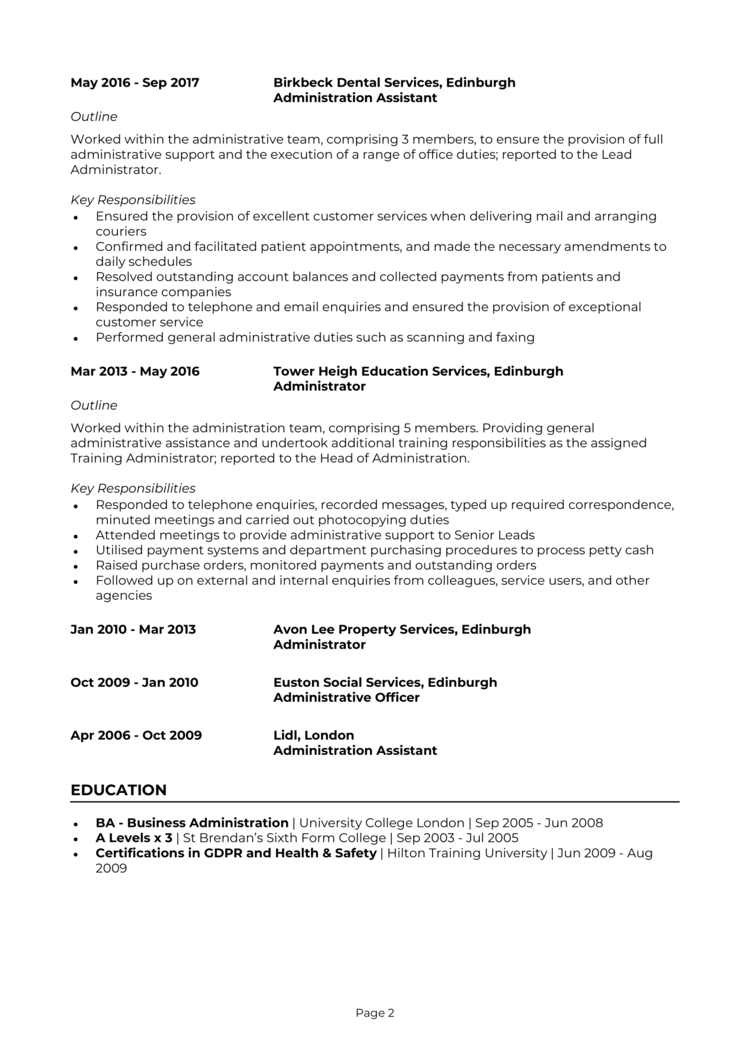 May 2016 - Sep 2017 Birkbeck Dental Services, Edinburgh
Administration Assistant
Outline
Worked within the administrative team, comprising 3 members, to ensure the provision of full
administrative support and the execution of a range of office duties; reported to the Lead
Administrator.
Key Responsibilities
• Ensured the provision of excellent customer services when delivering mail and arranging
couriers
• Confirmed and facilitated patient appointments, and made the necessary amendments to
daily schedules
• Resolved outstanding account balances and collected payments from patients and
insurance companies
• Responded to telephone and email enquiries and ensured the provision of exceptional
customer service
• Performed general administrative duties such as scanning and faxing
Mar 2013 - May 2016 Tower Heigh Education Services, Edinburgh
Administrator
Outline
Worked within the administration team, comprising 5 members. Providing general
administrative assistance and undertook additional training responsibilities as the assigned
Training Administrator; reported to the Head of Administration.
Key Responsibilities
• Responded to telephone enquiries, recorded messages, typed up required correspondence,
minuted meetings and carried out photocopying duties
• Attended meetings to provide administrative support to Senior Leads
• Utilised payment systems and department purchasing procedures to process petty cash
• Raised purchase orders, monitored payments and outstanding orders
• Followed up on external and internal enquiries from colleagues, service users, and other
agencies
Jan 2010 - Mar 2013 Avon Lee Property Services, Edinburgh
Administrator
Oct 2009 - Jan 2010 Euston Social Services, Edinburgh
Administrative Officer
Apr 2006 - Oct 2009 Lidl, London
Administration Assistant
EDUCATION
• BA - Business Administration | University College London | Sep 2005 - Jun 2008
• A Levels x 3 | St Brendan's Sixth Form College | Sep 2003 - Jul 2005
• Certifications in GDPR and Health & Safety | Hilton Training University | Jun 2009 - Aug
2009
Page 2